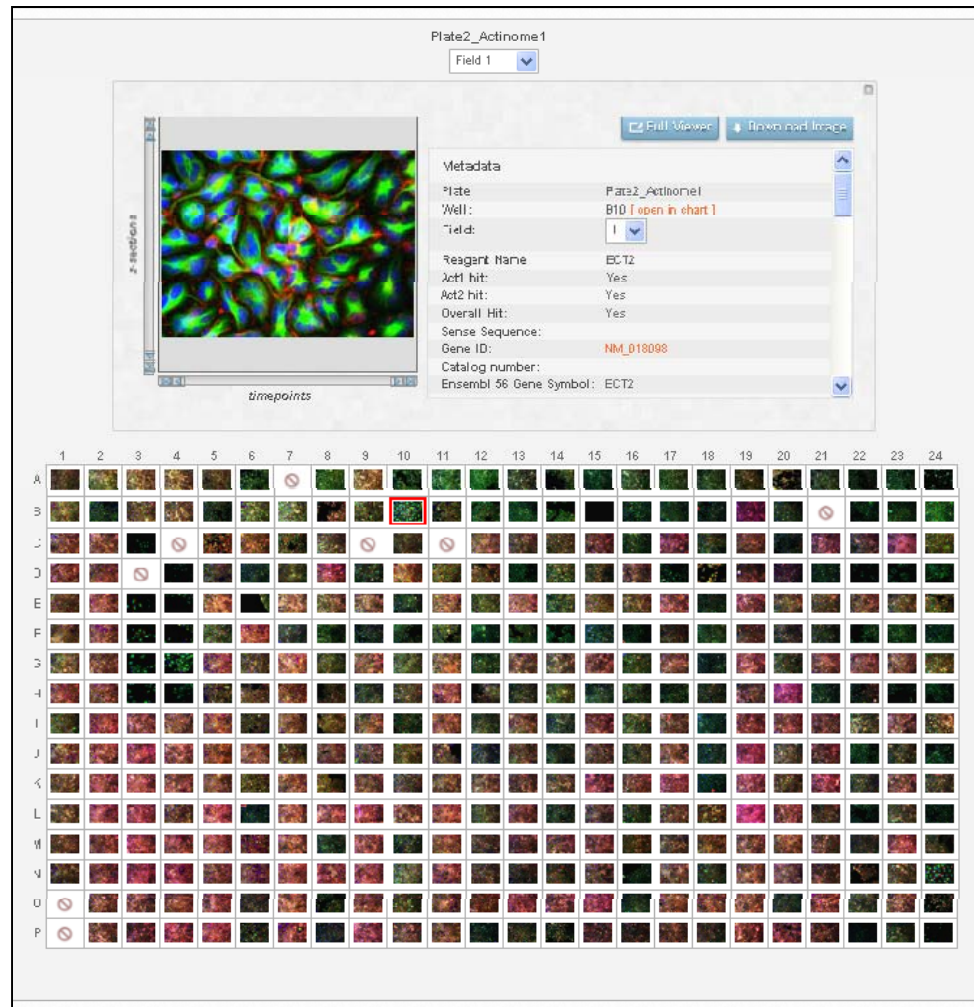 Plate2_Actinome1
Field 1
Full Viewer
Download Image
z-sections
timepoints
Metadata
Plate Plate2_Actinome1
Well: B10 [ open in chart ]
Field: 1
Reagent Name ECT2
Act1 hit: Yes
Act2 hit: Yes
Overall Hit: Yes
Sense Sequence:
Gene ID: NM_018098
Catalog number:
Ensembl 56 Gene Symbol: ECT2
1 2 3 4 5 6 7 8 9 10 11 12 13 14 15 16 17 18 19 20 21 22 23 24
A
B
C
D
E
F
G
H
I
J
K
L
M
N
O
P